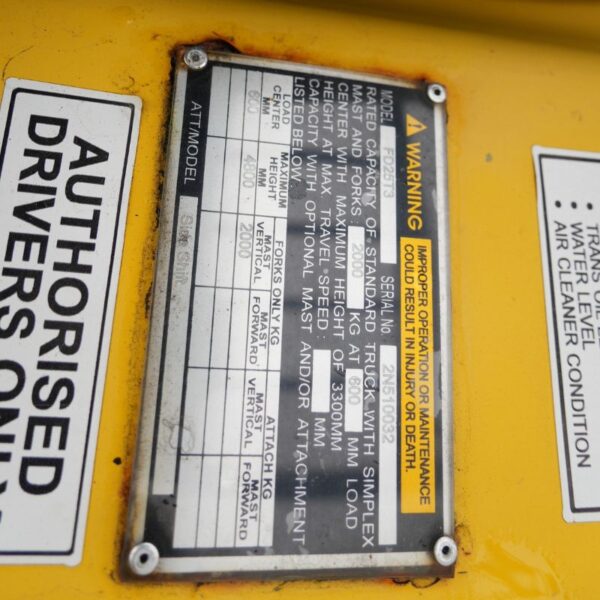 AUTHORISED
DRIVERS ONLY
WARNING
IMPROPER OPERATION OR MAINTENANCE
COULD RESULT IN INJURY OR DEATH.
MODEL FD25T3 SERIAL No 2N510032
RATED CAPACITY OF STANDARD TRUCK WITH SIMPLEX
MAST AND FORKS : 2000 KG AT 600 MM LOAD
CENTER WITH MAXIMUM HEIGHT OF 3300MM
HEIGHT AT MAX TRAVEL SPEED : MM
CAPACITY WITH OPTIONAL MAST AND/OR ATTACHMENT
LISTED BELOW:
LOAD CENTER MAXIMUM HEIGHT FORKS ONLY KG ATTACH KG
MM MM MAST VERTICAL MAST FORWARD MAST VERTICAL MAST FORWARD
600 4800 2000
ATT/MODEL Side Shift
• TRANS OIL
• WATER LEVEL
• AIR CLEANER CONDITION